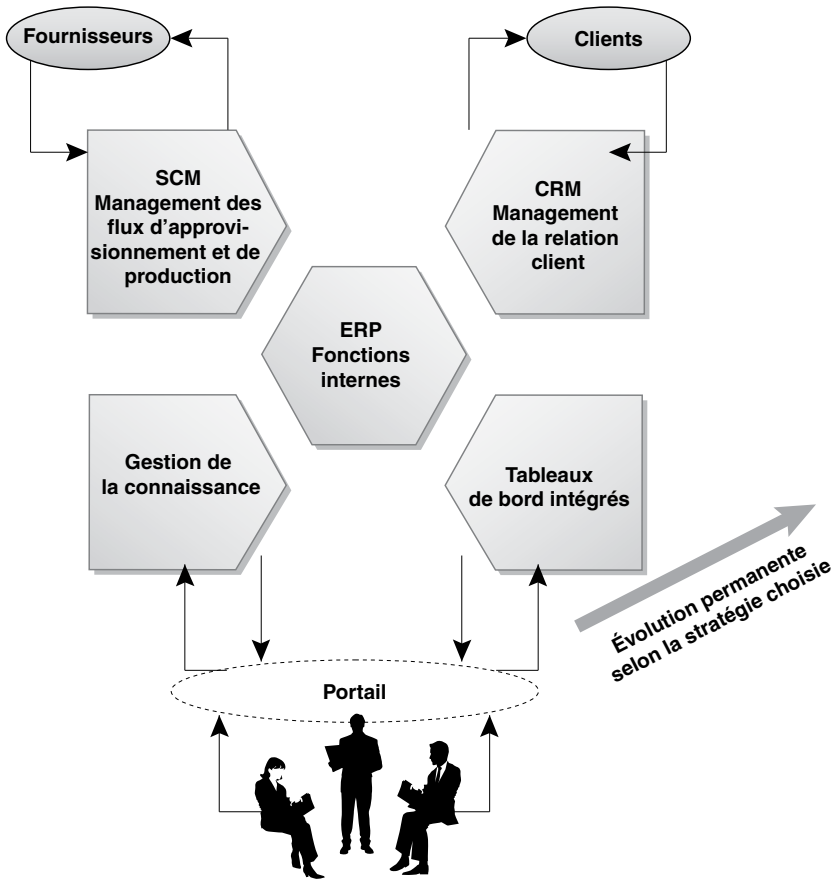 Fournisseurs
Clients
SCM
Management des
flux d'approvi-
sionnement et de
production
CRM
Management
de la relation
client
ERP
Fonctions
internes
Gestion de
la connaissance
Tableaux
de bord intégrés
Évolution permanente
selon la stratégie choisie
Portail